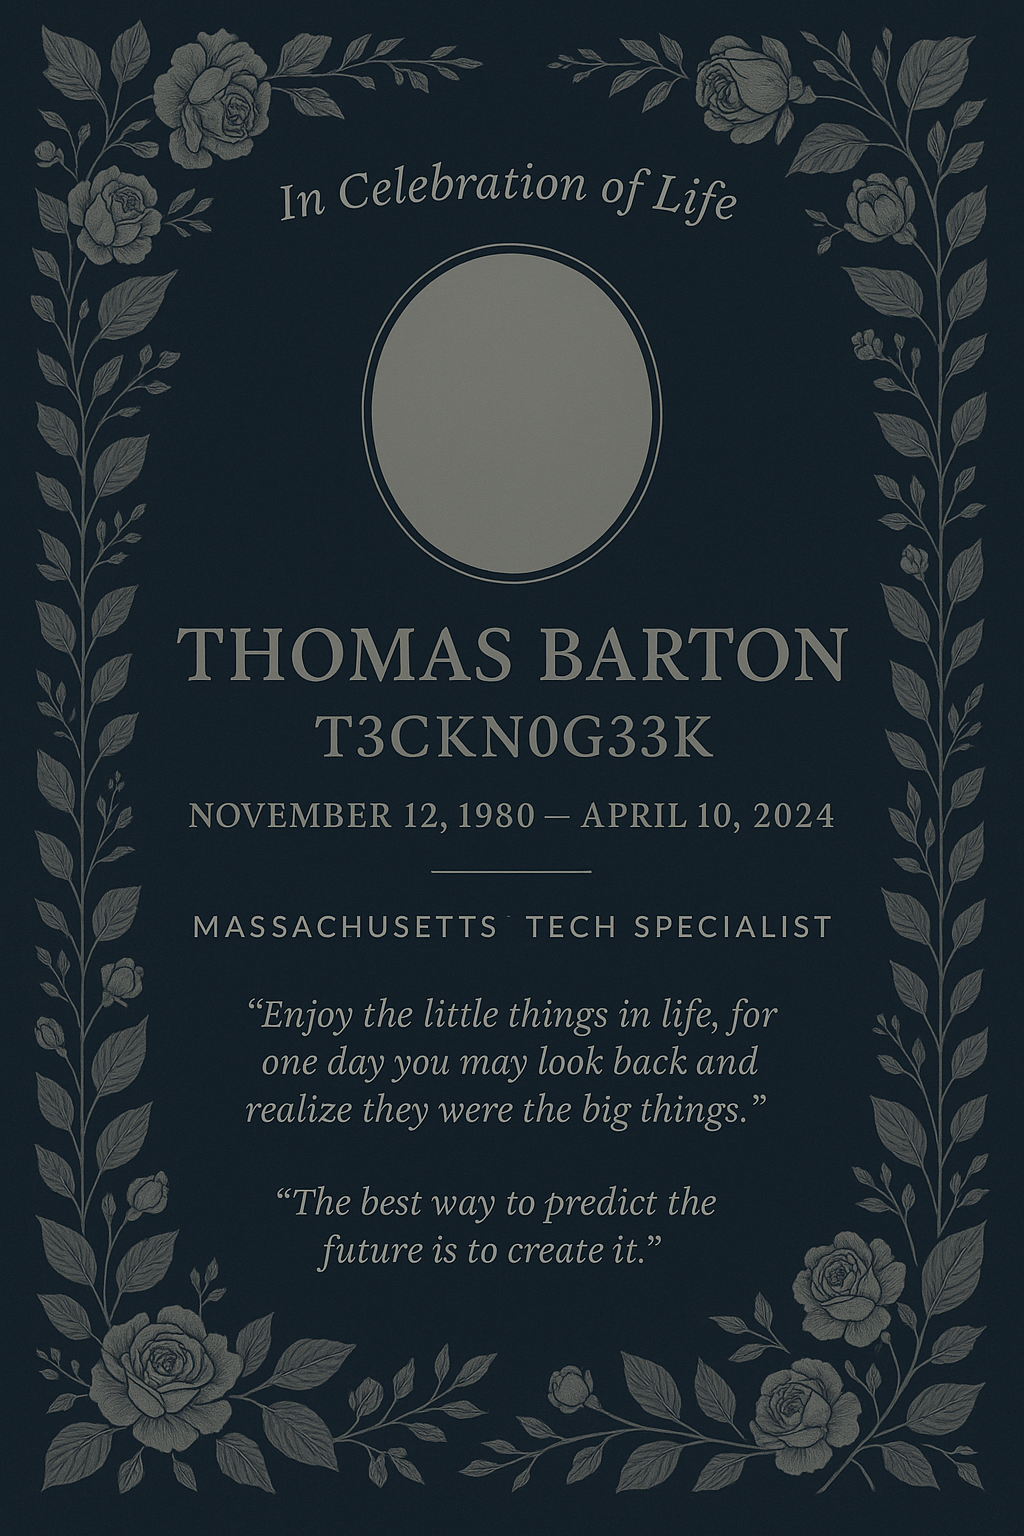 In Celebration of Life
THOMAS BARTON
T3CKN0G33K
NOVEMBER 12, 1980 — APRIL 10, 2024
MASSACHUSETTS TECH SPECIALIST
“Enjoy the little things in life, for
one day you may look back and
realize they were the big things.”
“The best way to predict the
future is to create it.”